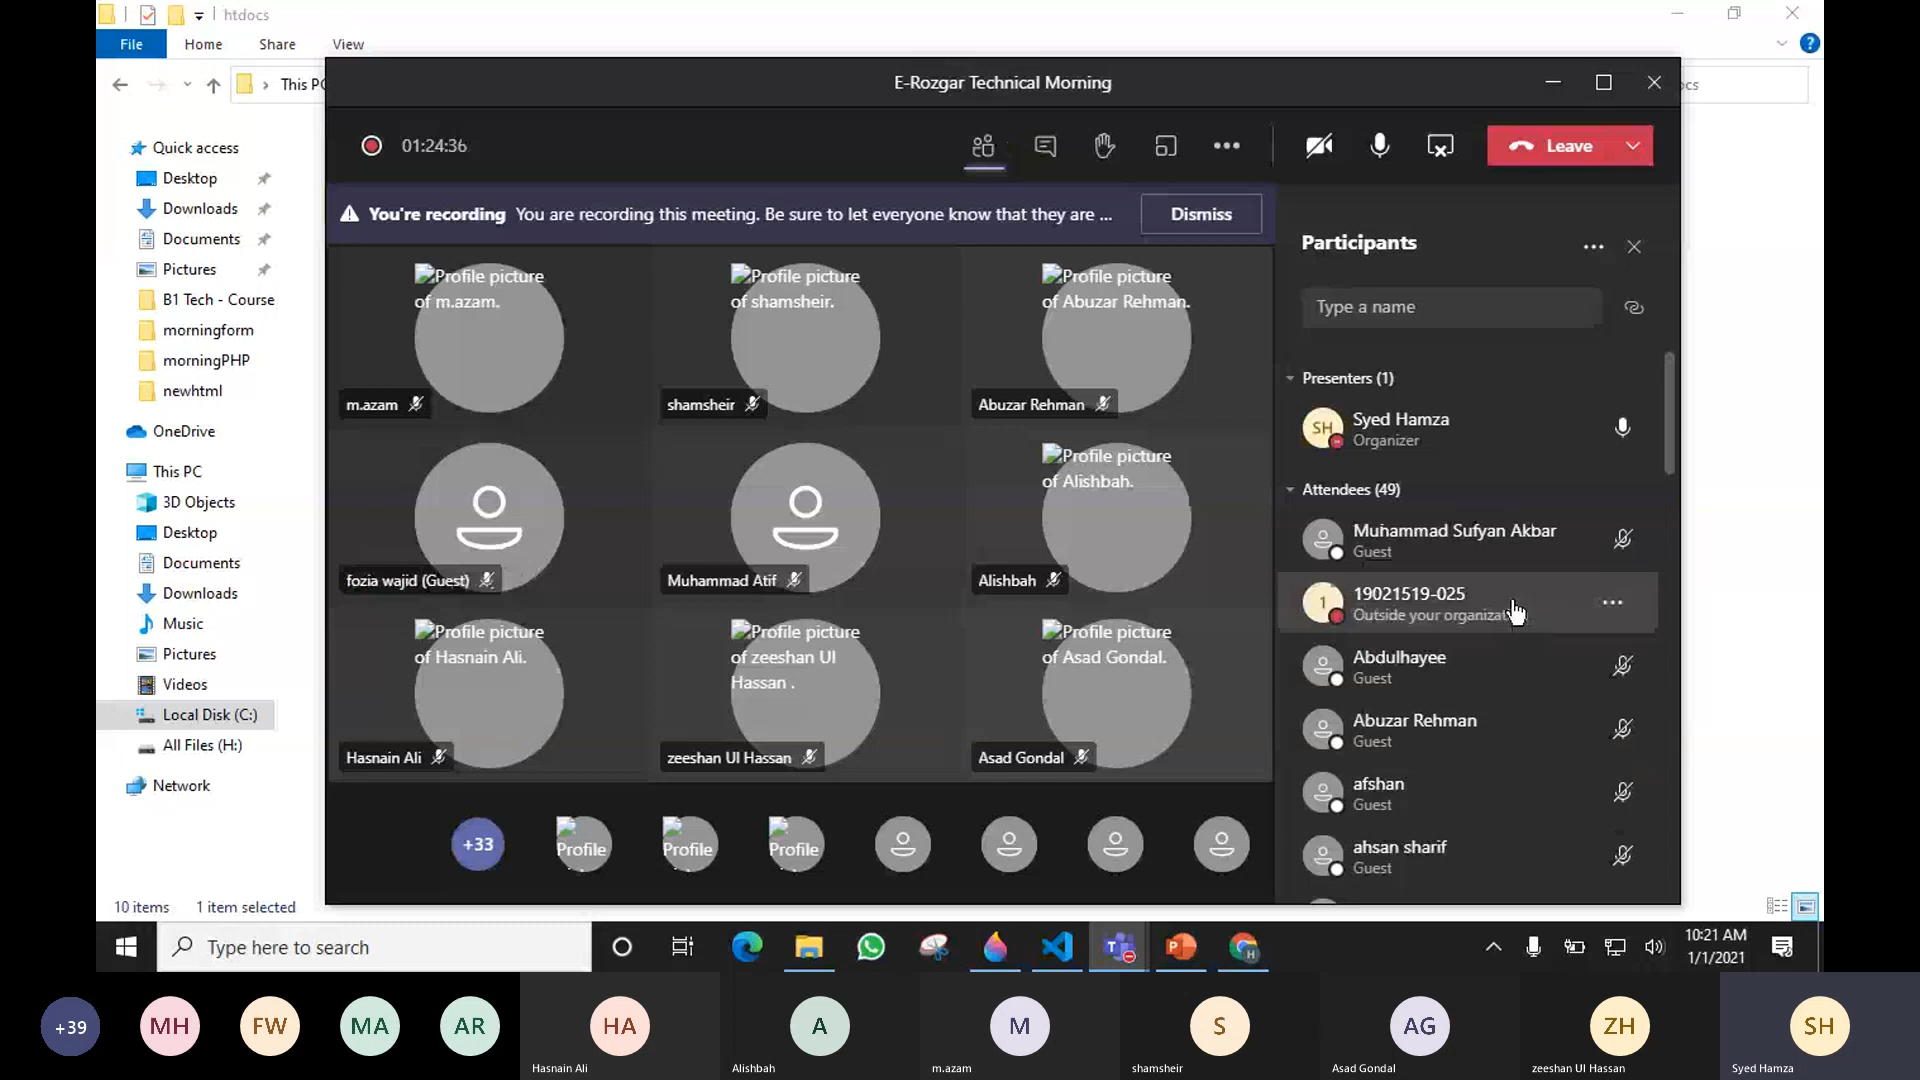 htdocs
File Home Share View
This PC
ocs
Quick access
Desktop
Downloads
Documents
Pictures
B1 Tech - Course
morningform
morningPHP
newhtml
OneDrive
This PC
3D Objects
Desktop
Documents
Downloads
Music
Pictures
Videos
Local Disk (C:)
All Files (H:)
Network
10 items 1 item selected
E-Rozgar Technical Morning
01:24:36
Leave
You're recording You are recording this meeting. Be sure to let everyone know that they are ...
Dismiss
Profile picture
of m.azam.
m.azam
Profile picture
of shamsheir.
shamsheir
Profile picture
of Abuzar Rehman.
Abuzar Rehman
fozia wajid (Guest)
Muhammad Atif
Profile picture
of Alishbah.
Alishbah
Profile picture
of Hasnain Ali.
Hasnain Ali
Profile picture
of zeeshan Ul
Hassan .
zeeshan Ul Hassan
Profile picture
of Asad Gondal.
Asad Gondal
+33
Profile
Profile
Profile
Participants
Type a name
Presenters (1)
SH
Syed Hamza
Organizer
Attendees (49)
Muhammad Sufyan Akbar
Guest
1
19021519-025
Outside your organizat
Abdulhayee
Guest
Abuzar Rehman
Guest
afshan
Guest
ahsan sharif
Guest
Type here to search
10:21 AM
1/1/2021
+39 MH FW MA AR HA A M S AG ZH SH
Hasnain Ali Alishbah m.azam shamsheir Asad Gondal zeeshan Ul Hassan Syed Hamza